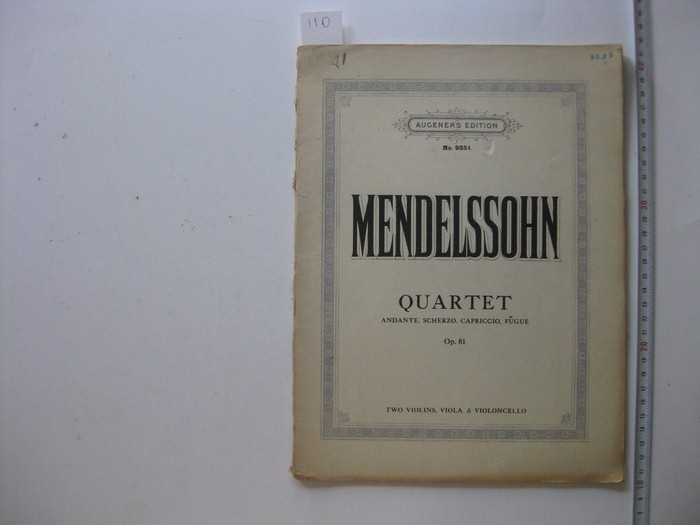 110
AUGENER'S EDITION
No. 9251
MENDELSSOHN
QUARTET
ANDANTE, SCHERZO, CAPRICCIO, FUGUE
Op. 81
TWO VIOLINS, VIOLA & VIOLONCELLO